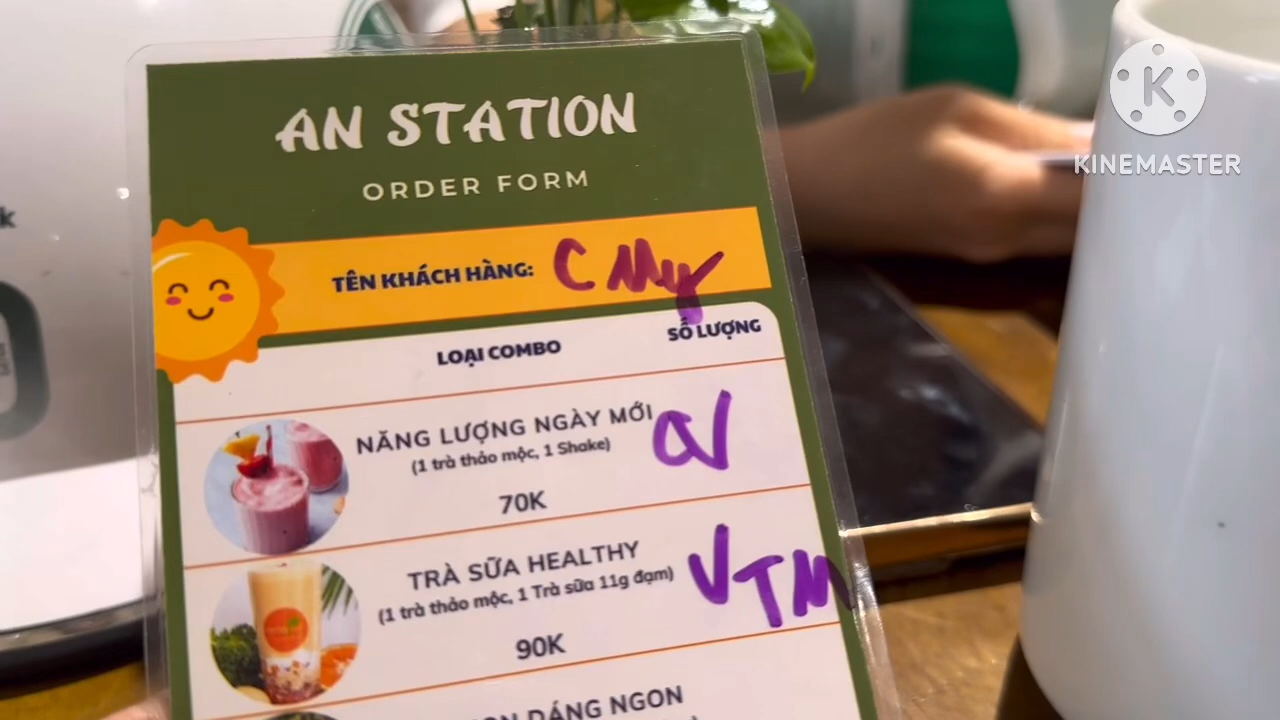 AN STATION
ORDER FORM
TÊN KHÁCH HÀNG: C My
LOẠI COMBO
SỐ LƯỢNG
NĂNG LƯỢNG NGÀY MỚI
(1 trà thảo mộc, 1 Shake)
70K
TRÀ SỮA HEALTHY
(1 trà thảo mộc, 1 Trà sữa 11g đạm)
VTM
90K
DÁNG NGON
K
KINEMASTER